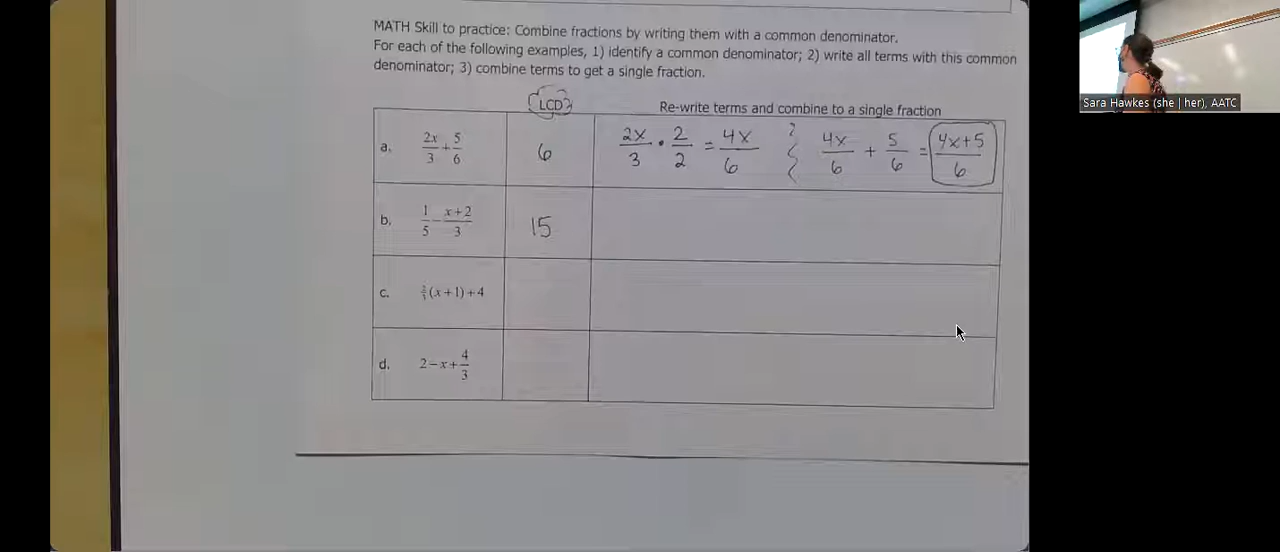 MATH Skill to practice: Combine fractions by writing them with a common denominator.
For each of the following examples, 1) identify a common denominator; 2) write all terms with this common
denominator; 3) combine terms to get a single fraction.
LCD Re-write terms and combine to a single fraction
a. 2x/3 + 5/6 6 2x/3 · 2/2 = 4x/6 4x/6 + 5/6 = 4x+5/6
b. 1/5 − x+2/3 15
c. (x+1)+4
d. 2−x+4/3
Sara Hawkes (she | her), AATC